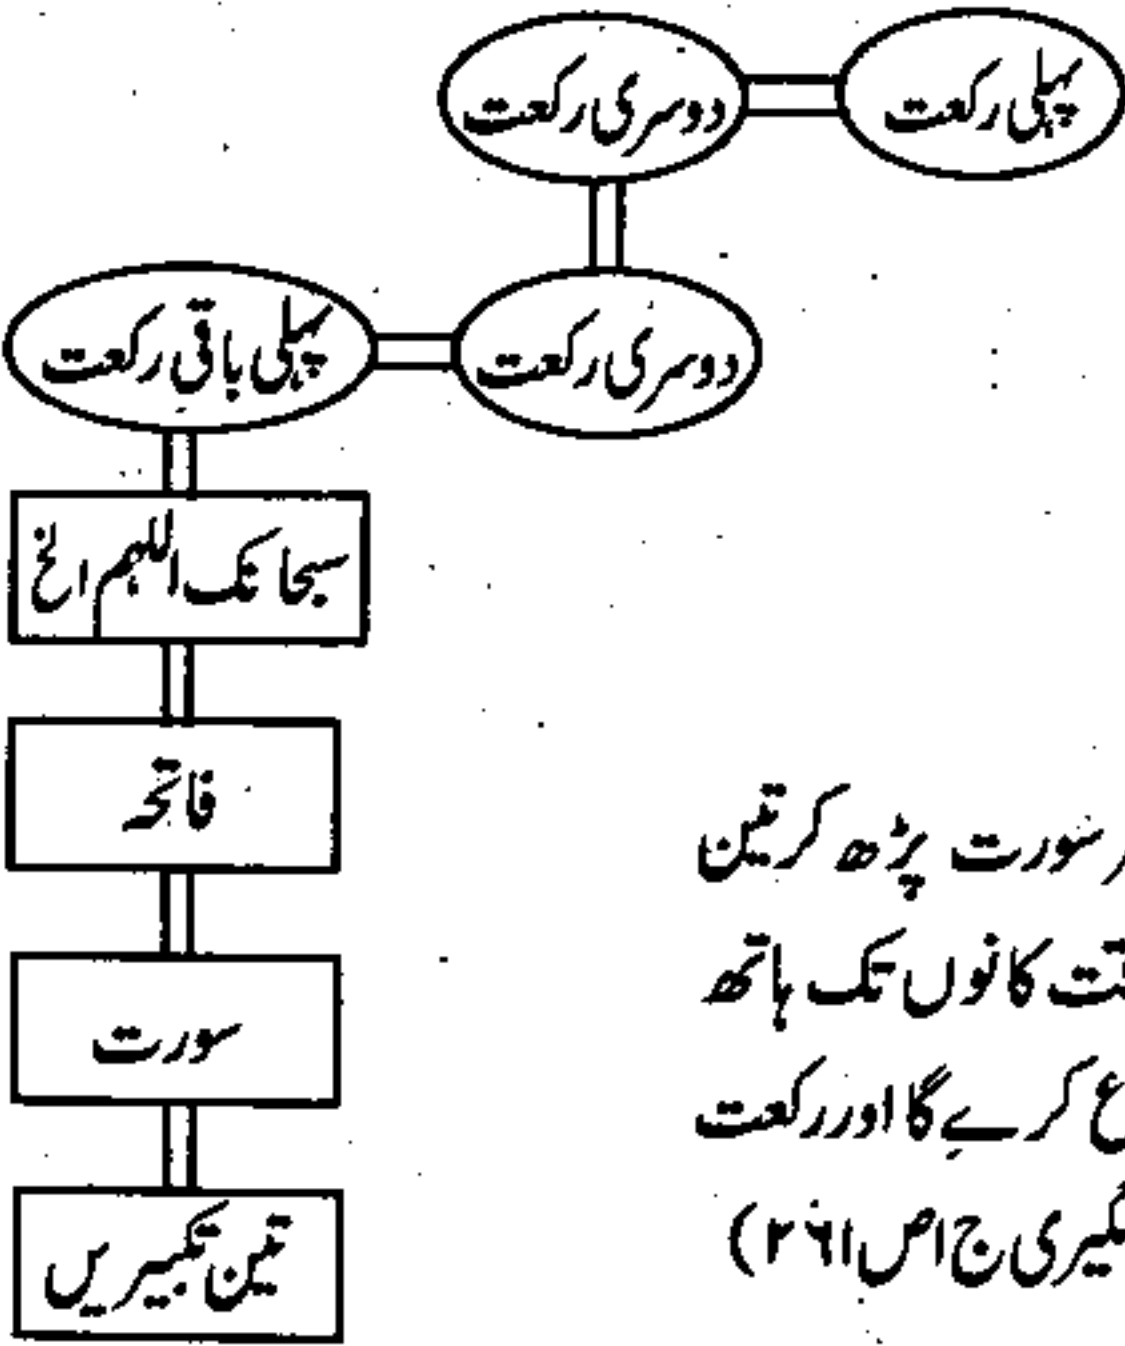 پہلی رکعت
دوسری رکعت
دوسری رکعت
پہلی باقی رکعت
سبحانک اللہم الخ
فاتحہ
سورت
تین تکبیریں
سورت پڑھ کر تین
کانوں تک ہاتھ
کرے گا اور رکعت
ج ا ص ۲۶۱)